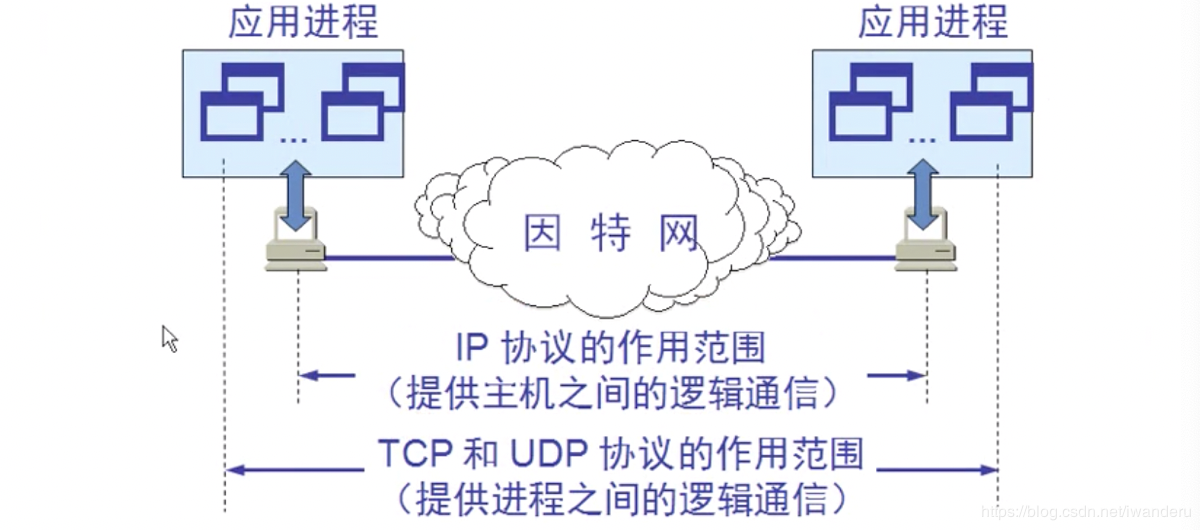 应用进程
应用进程
...
...
因 特 网
IP 协议的作用范围
（提供主机之间的逻辑通信）
TCP 和 UDP 协议的作用范围
（提供进程之间的逻辑通信）
https://blog.csdn.net/iwanderu